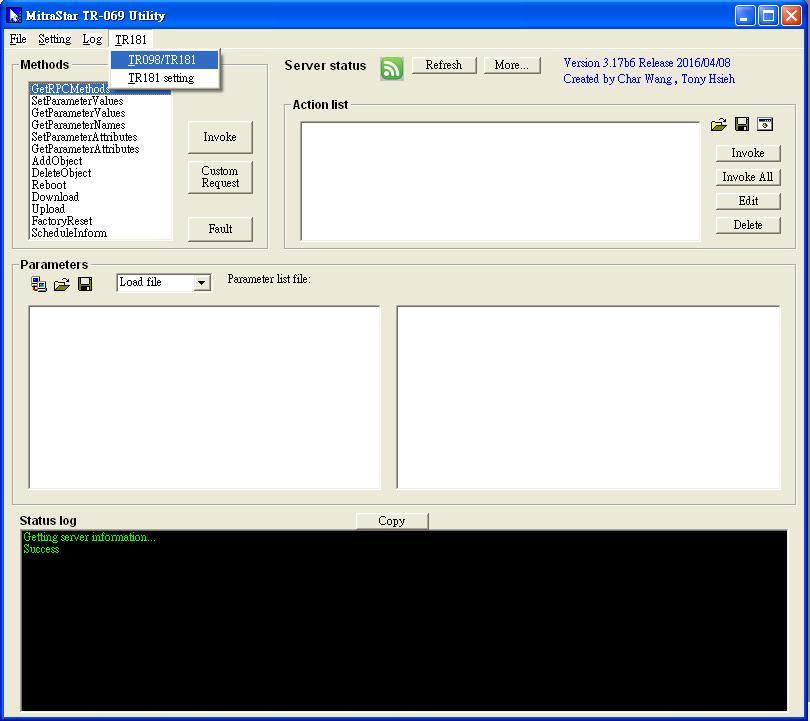 MitraStar TR-069 Utility
File Setting Log TR181
TR098/TR181
TR181 setting
Methods
GetRPCMethods
SetParameterValues
GetParameterValues
GetParameterNames
SetParameterAttributes
GetParameterAttributes
AddObject
DeleteObject
Reboot
Download
Upload
FactoryReset
ScheduleInform
Invoke
Custom
Request
Fault
Server status
Refresh
More...
Version 3.17b6 Release 2016/04/08
Created by Char Wang , Tony Hsieh
Action list
Invoke
Invoke All
Edit
Delete
Parameters
Load file
Parameter list file:
Status log
Copy
Getting server information...
Success